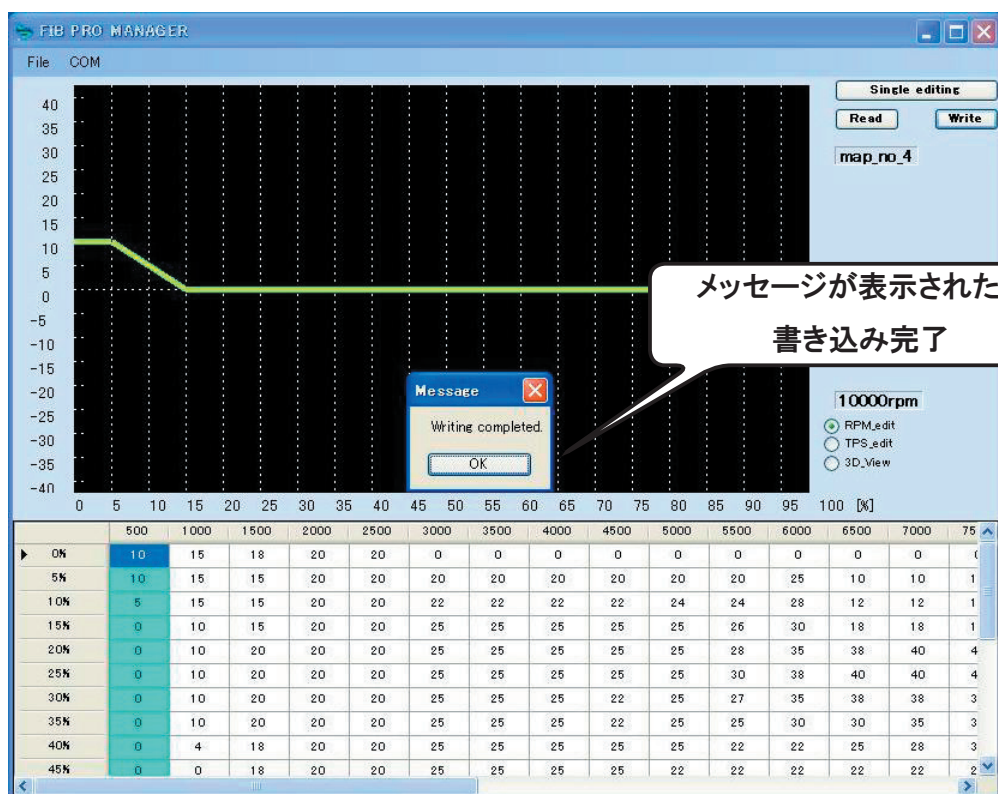 FIB PRO MANAGER
File COM
40
35
30
25
20
15
10
5
0
-5
-10
-15
-20
-25
-30
-35
-40
Single editing
Read Write
map_no_4
メッセージが表示された
書き込み完了
Message
Writing completed.
OK
10000rpm
RPM_edit
TPS_edit
3D_View
0 5 10 15 20 25 30 35 40 45 50 55 60 65 70 75 80 85 90 95 100 [%]
500 1000 1500 2000 2500 3000 3500 4000 4500 5000 5500 6000 6500 7000 75
0% 10 15 18 20 20 0 0 0 0 0 0 0 0 0
5% 10 15 15 20 20 20 20 20 20 20 20 25 10 10 1
10% 5 15 15 20 20 22 22 22 22 24 24 28 12 12 1
15% 0 10 15 20 20 25 25 25 25 25 26 30 18 18 1
20% 0 10 20 20 20 25 25 25 25 25 28 35 38 40 4
25% 0 10 20 20 20 25 25 25 25 25 30 38 40 40 4
30% 0 10 20 20 20 25 25 25 22 25 27 35 38 38 3
35% 0 10 20 20 20 25 25 25 22 25 25 30 30 35 3
40% 0 4 18 20 20 25 25 25 25 25 22 22 25 28 3
45% 0 0 18 20 20 25 25 25 25 22 22 22 22 22 2